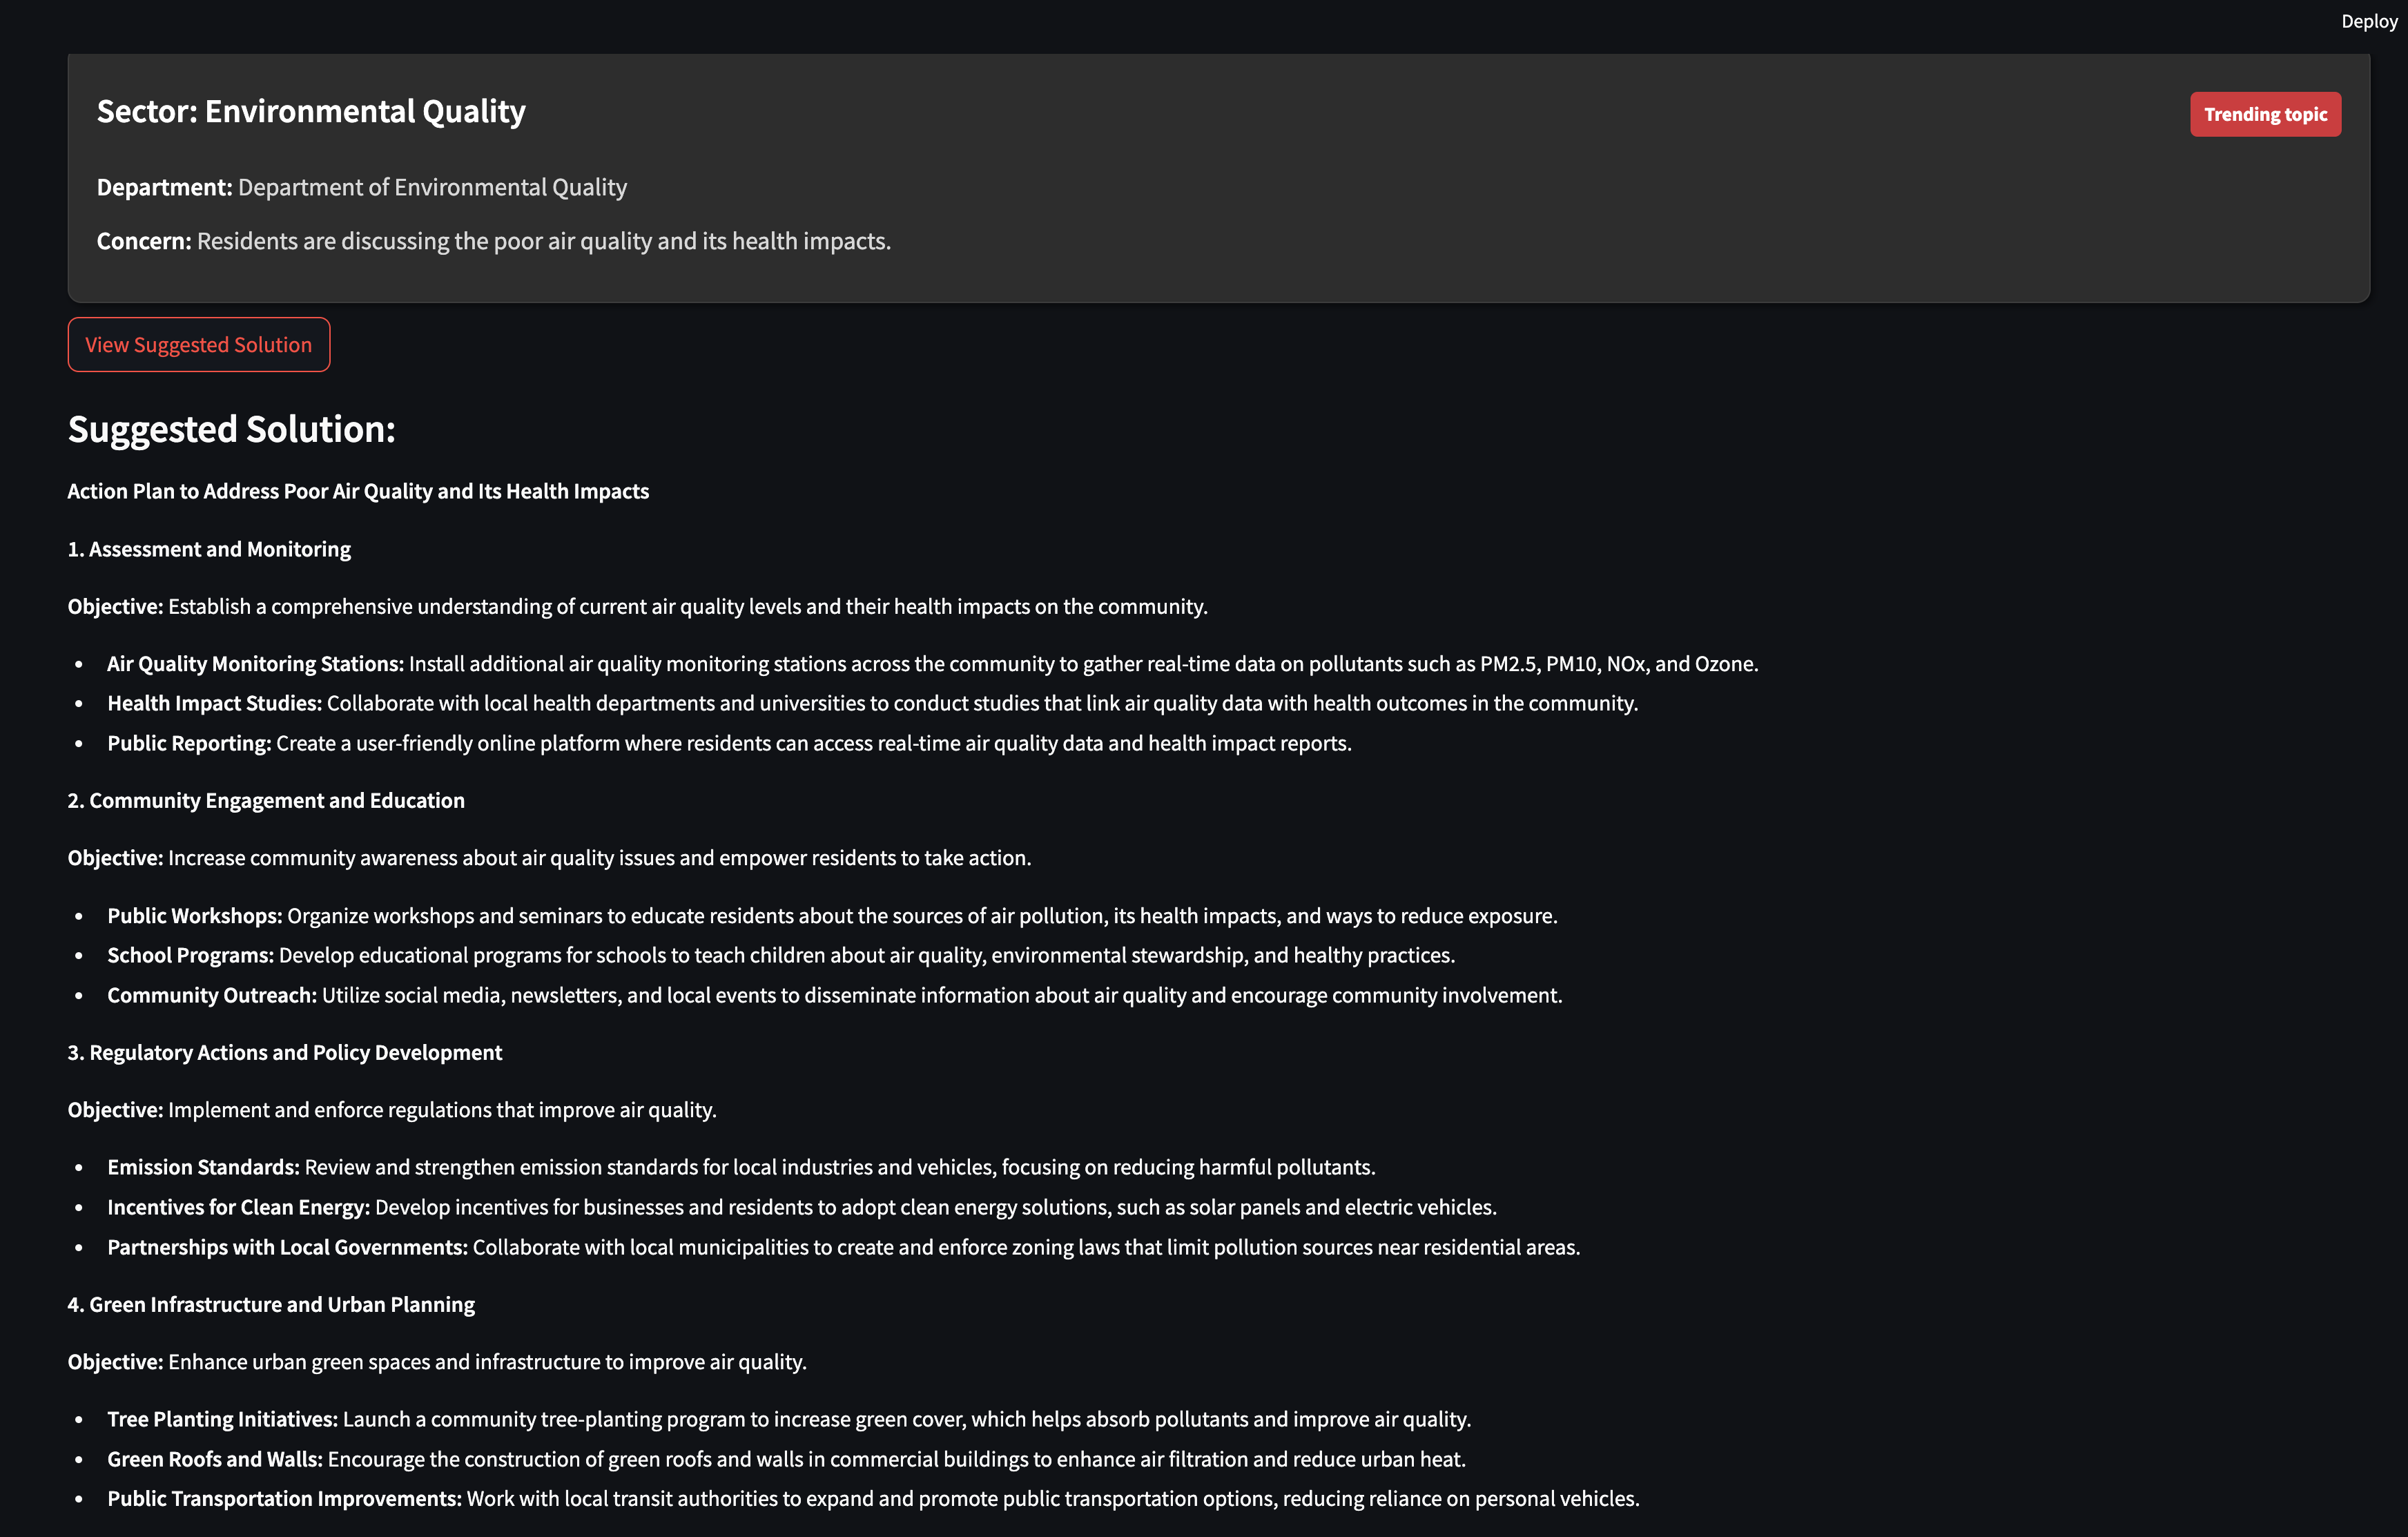 Deploy
Sector: Environmental Quality
Trending topic
Department: Department of Environmental Quality
Concern: Residents are discussing the poor air quality and its health impacts.
View Suggested Solution
Suggested Solution:
Action Plan to Address Poor Air Quality and Its Health Impacts
1. Assessment and Monitoring
Objective: Establish a comprehensive understanding of current air quality levels and their health impacts on the community.
• Air Quality Monitoring Stations: Install additional air quality monitoring stations across the community to gather real-time data on pollutants such as PM2.5, PM10, NOx, and Ozone.
• Health Impact Studies: Collaborate with local health departments and universities to conduct studies that link air quality data with health outcomes in the community.
• Public Reporting: Create a user-friendly online platform where residents can access real-time air quality data and health impact reports.
2. Community Engagement and Education
Objective: Increase community awareness about air quality issues and empower residents to take action.
• Public Workshops: Organize workshops and seminars to educate residents about the sources of air pollution, its health impacts, and ways to reduce exposure.
• School Programs: Develop educational programs for schools to teach children about air quality, environmental stewardship, and healthy practices.
• Community Outreach: Utilize social media, newsletters, and local events to disseminate information about air quality and encourage community involvement.
3. Regulatory Actions and Policy Development
Objective: Implement and enforce regulations that improve air quality.
• Emission Standards: Review and strengthen emission standards for local industries and vehicles, focusing on reducing harmful pollutants.
• Incentives for Clean Energy: Develop incentives for businesses and residents to adopt clean energy solutions, such as solar panels and electric vehicles.
• Partnerships with Local Governments: Collaborate with local municipalities to create and enforce zoning laws that limit pollution sources near residential areas.
4. Green Infrastructure and Urban Planning
Objective: Enhance urban green spaces and infrastructure to improve air quality.
• Tree Planting Initiatives: Launch a community tree-planting program to increase green cover, which helps absorb pollutants and improve air quality.
• Green Roofs and Walls: Encourage the construction of green roofs and walls in commercial buildings to enhance air filtration and reduce urban heat.
• Public Transportation Improvements: Work with local transit authorities to expand and promote public transportation options, reducing reliance on personal vehicles.